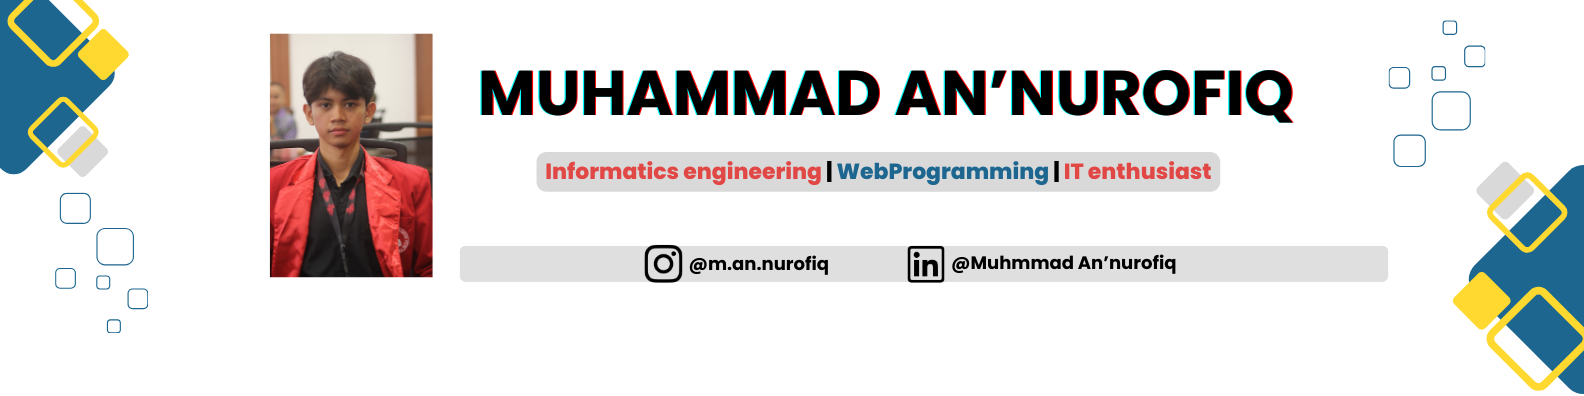 MUHAMMAD AN’NUROFIQ
Informatics engineering | WebProgramming | IT enthusiast
@m.an.nurofiq @Muhmmad An’nurofiq